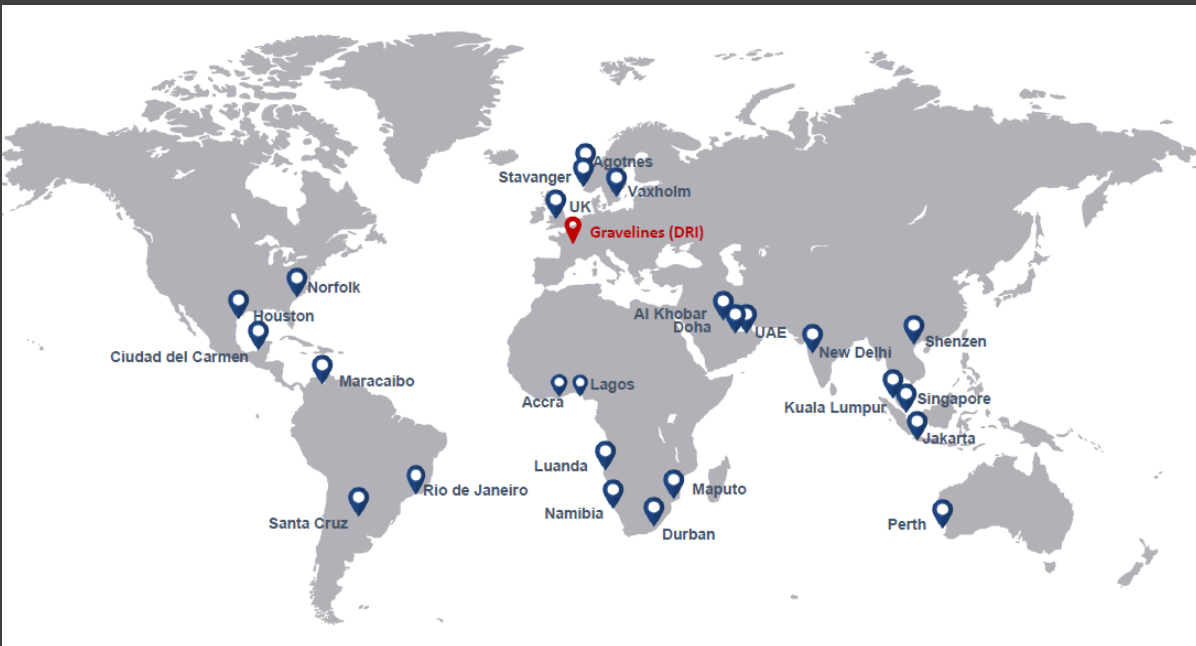 Agotnes
Stavanger
Vaxholm
UK
Gravelines (DRI)
Norfolk
Houston
Al Khobar
Doha
UAE
New Delhi
Shenzen
Ciudad del Carmen
Maracaibo
Accra
Lagos
Kuala Lumpur
Singapore
Jakarta
Luanda
Rio de Janeiro
Maputo
Namibia
Santa Cruz
Durban
Perth